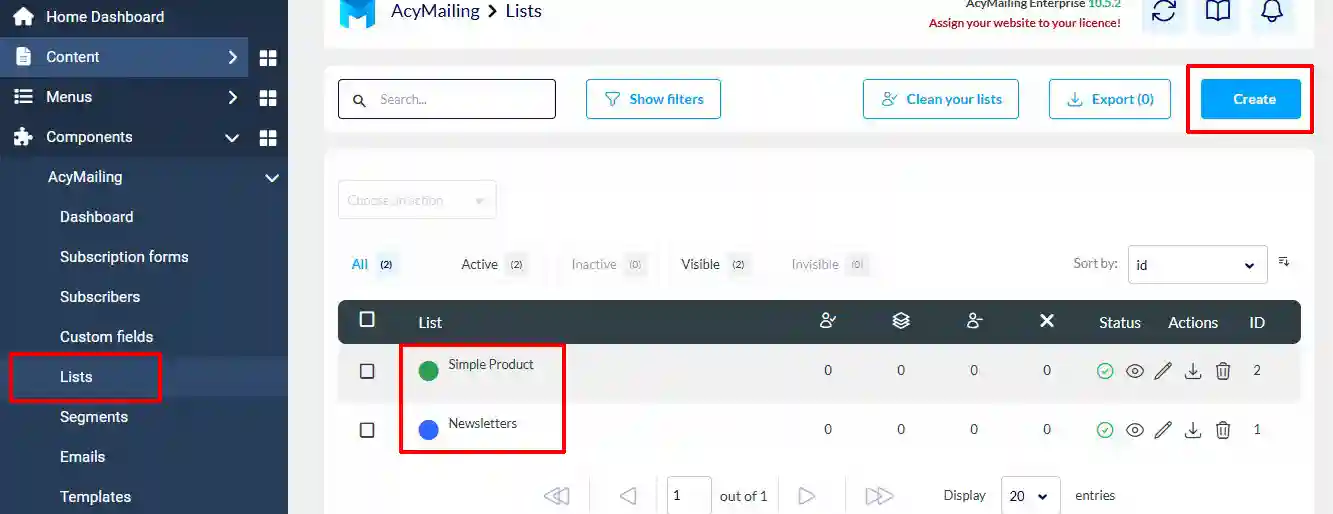 Home Dashboard
Content
Menus
Components
AcyMailing
Dashboard
Subscription forms
Subscribers
Custom fields
Lists
Segments
Emails
Templates
AcyMailing > Lists
AcyMailing Enterprise 10.5.2
Assign your website to your licence!
Search...
Show filters
Clean your lists
Export (0)
Create
Choose an action
All (2)
Active (2)
Inactive (0)
Visible (2)
Invisible (0)
Sort by:
id
List
Status
Actions
ID
Simple Product
0
0
0
0
2
Newsletters
0
0
0
0
1
1
out of 1
Display
20
entries